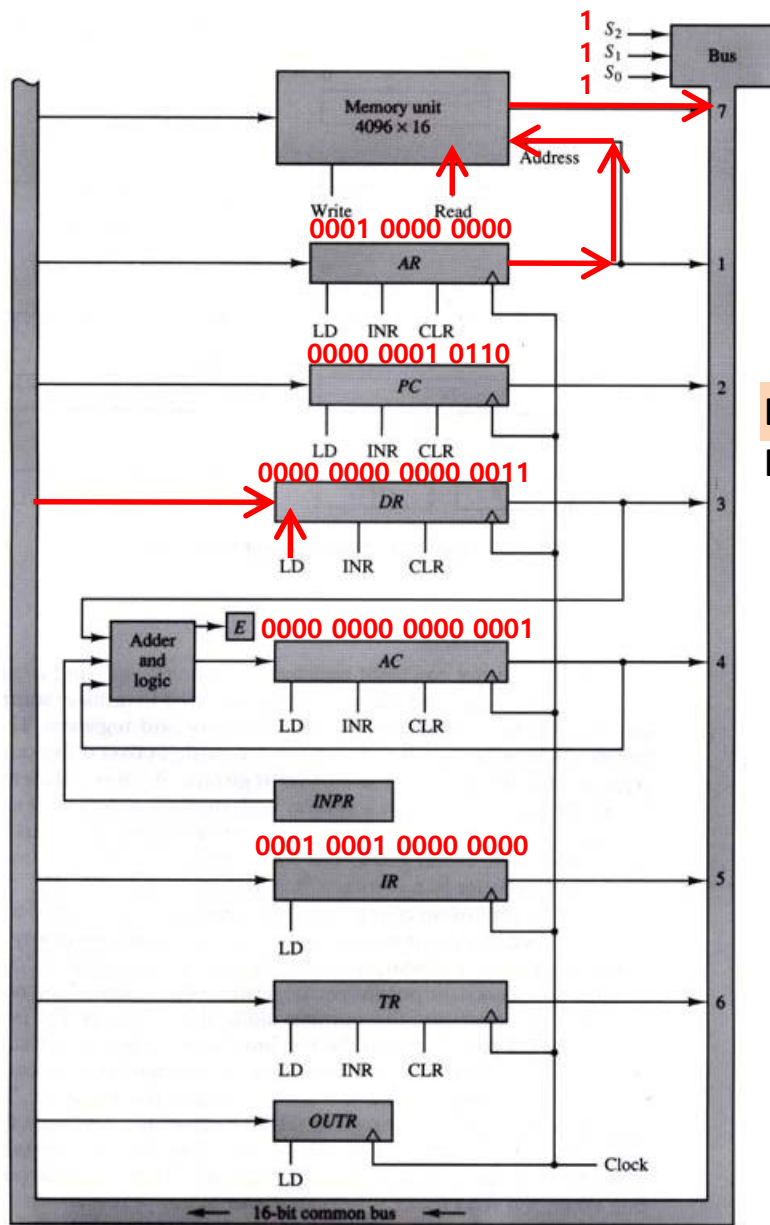 1
S2
1
S1
1
S0
Bus
Memory unit
4096 × 16
7
Address
Write
Read
0001 0000 0000
AR
1
LD
INR
CLR
0000 0001 0110
PC
2
LD
INR
CLR
0000 0000 0000 0011
DR
3
LD
INR
CLR
Adder
and
logic
E
0000 0000 0000 0001
AC
4
LD
INR
CLR
INPR
0001 0001 0000 0000
IR
5
LD
TR
6
LD
INR
CLR
OUTR
LD
Clock
16-bit common bus